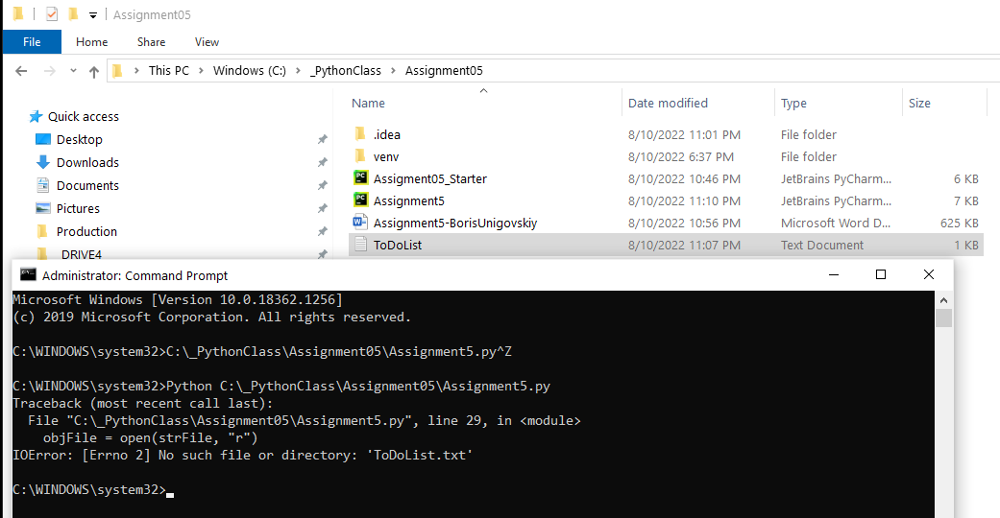 Assignment05
File Home Share View
This PC > Windows (C:) > _PythonClass > Assignment05
Quick access
Desktop
Downloads
Documents
Pictures
Production
_DRIVE4
Name Date modified Type Size
.idea 8/10/2022 11:01 PM File folder
venv 8/10/2022 6:37 PM File folder
Assigment05_Starter 8/10/2022 10:46 PM JetBrains PyCharm... 6 KB
Assignment5 8/10/2022 11:10 PM JetBrains PyCharm... 7 KB
Assignment5-BorisUnigovskiy 8/10/2022 10:56 PM Microsoft Word D... 625 KB
ToDoList 8/10/2022 11:07 PM Text Document 1 KB
Administrator: Command Prompt
Microsoft Windows [Version 10.0.18362.1256]
(c) 2019 Microsoft Corporation. All rights reserved.
C:\WINDOWS\system32>C:\_PythonClass\Assignment05\Assignment5.py^Z
C:\WINDOWS\system32>Python C:\_PythonClass\Assignment05\Assignment5.py
Traceback (most recent call last):
File "C:\_PythonClass\Assignment05\Assignment5.py", line 29, in <module>
objFile = open(strFile, "r")
IOError: [Errno 2] No such file or directory: 'ToDoList.txt'
C:\WINDOWS\system32>